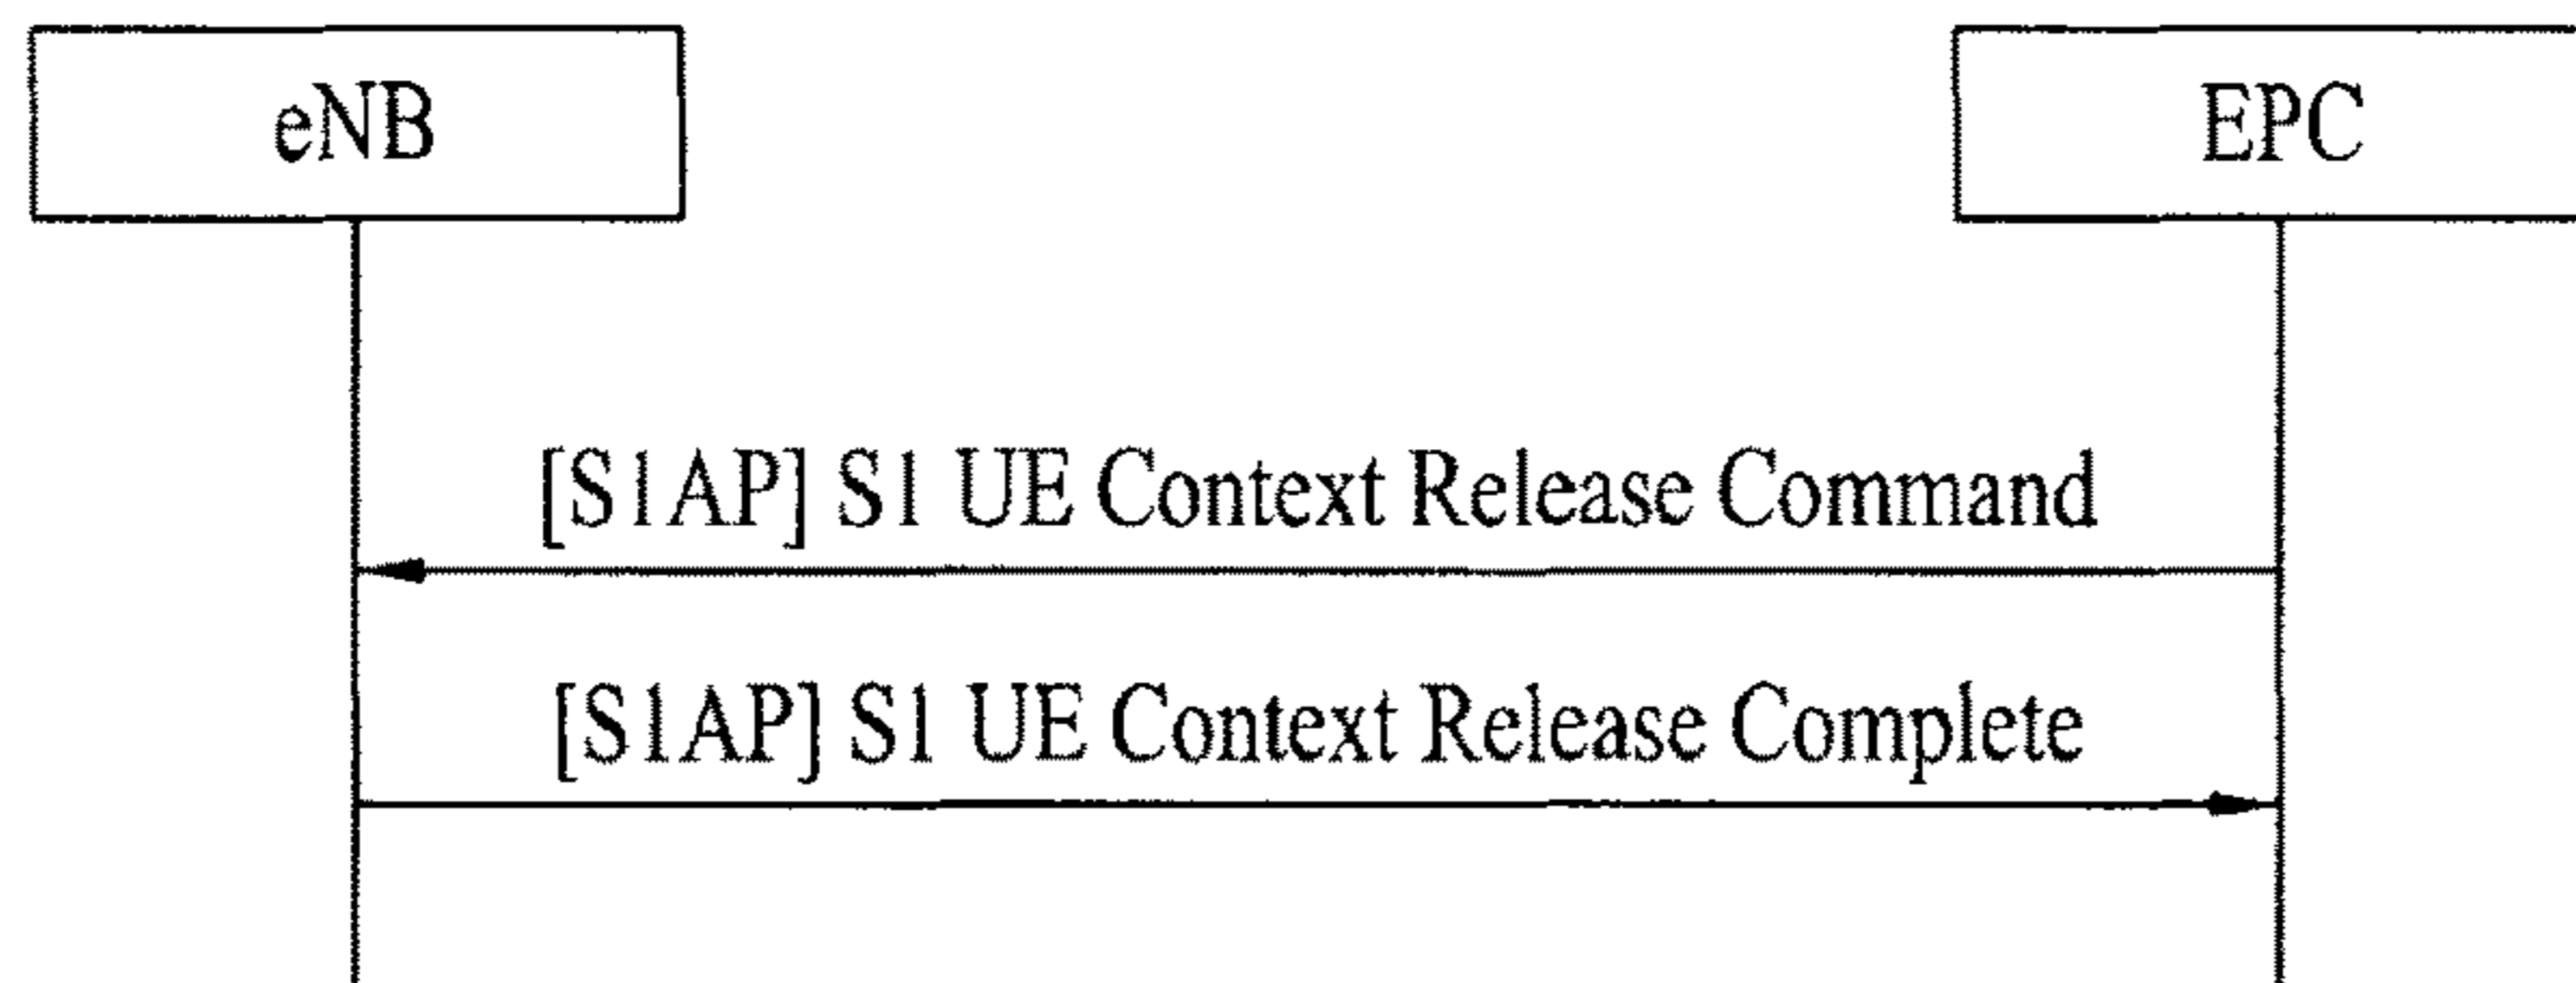 eNB
EPC
[S1AP] S1 UE Context Release Command
[S1AP] S1 UE Context Release Complete